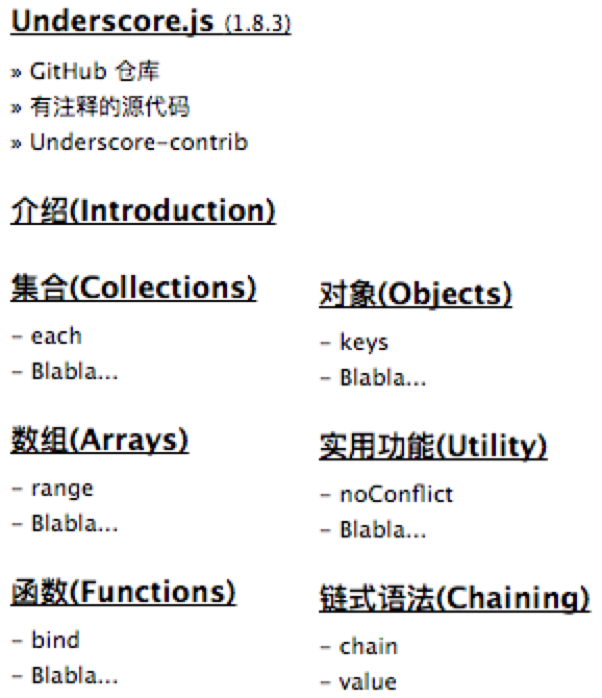 Underscore.js (1.8.3)
» GitHub 仓库
» 有注释的源代码
» Underscore-contrib
介绍(Introduction)
集合(Collections)
- each
- Blabla...
数组(Arrays)
- range
- Blabla...
函数(Functions)
- bind
- Blabla...
对象(Objects)
- keys
- Blabla...
实用功能(Utility)
- noConflict
- Blabla...
链式语法(Chaining)
- chain
- value